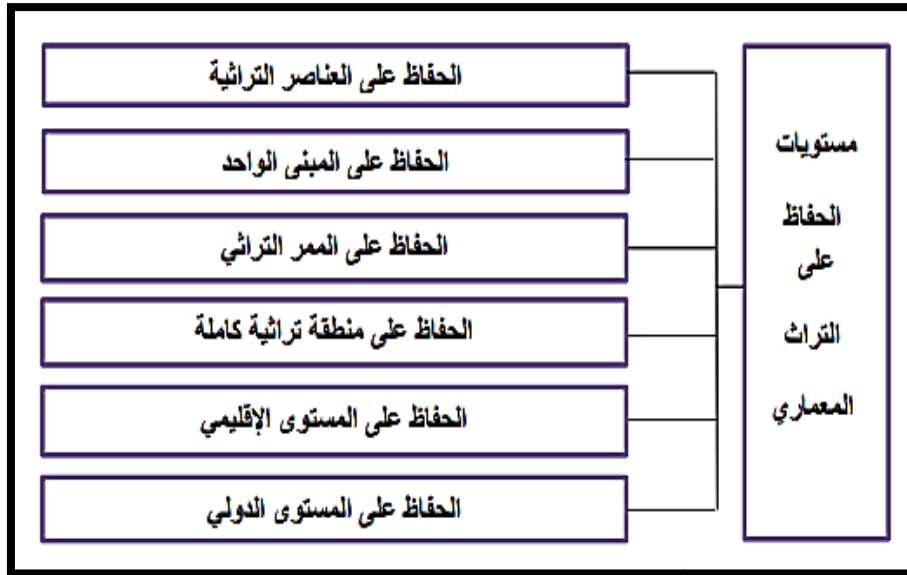 مستويات
الحفاظ
على
التراث
المعماري
الحفاظ على العناصر التراثية
الحفاظ على المبنى الواحد
الحفاظ على الممر التراثي
الحفاظ على منطقة تراثية كاملة
الحفاظ على المستوى الإقليمي
الحفاظ على المستوى الدولي